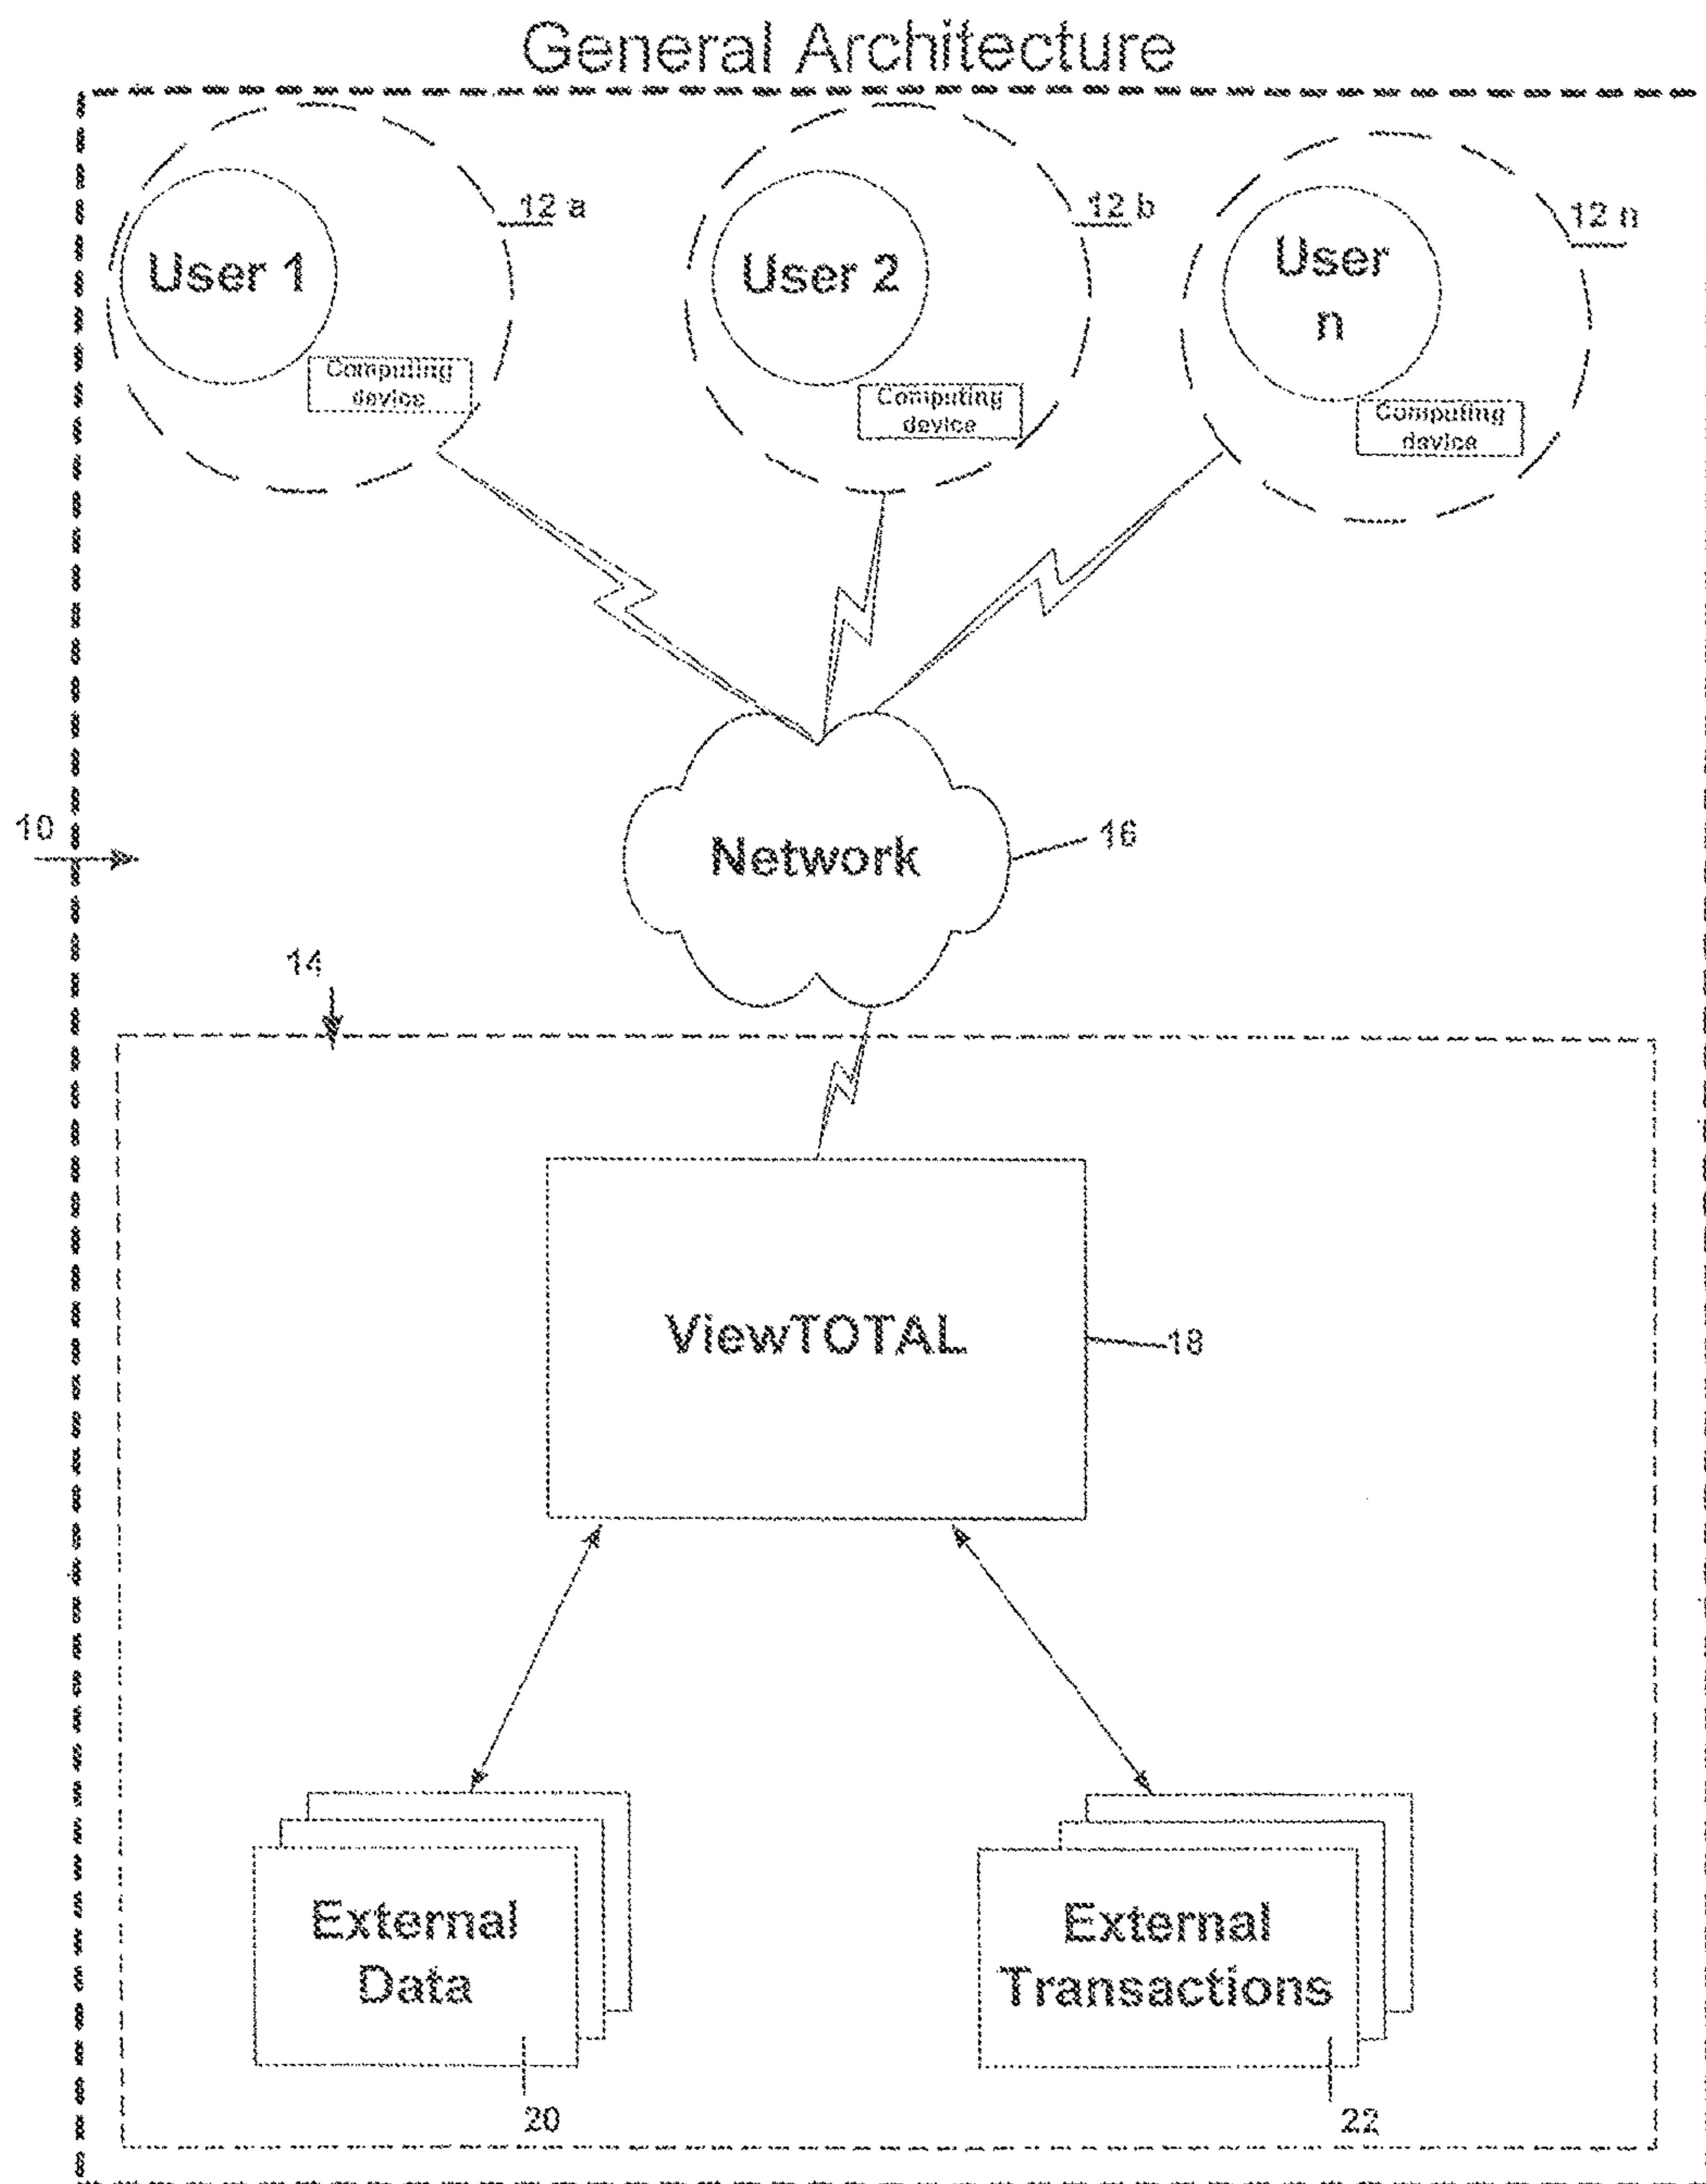 General Architecture
12 a
12 b
12 n
User 1
User 2
User
n
Computing
device
Computing
device
Computing
device
10
Network
16
14
ViewTOTAL
18
External
Data
External
Transactions
20
22